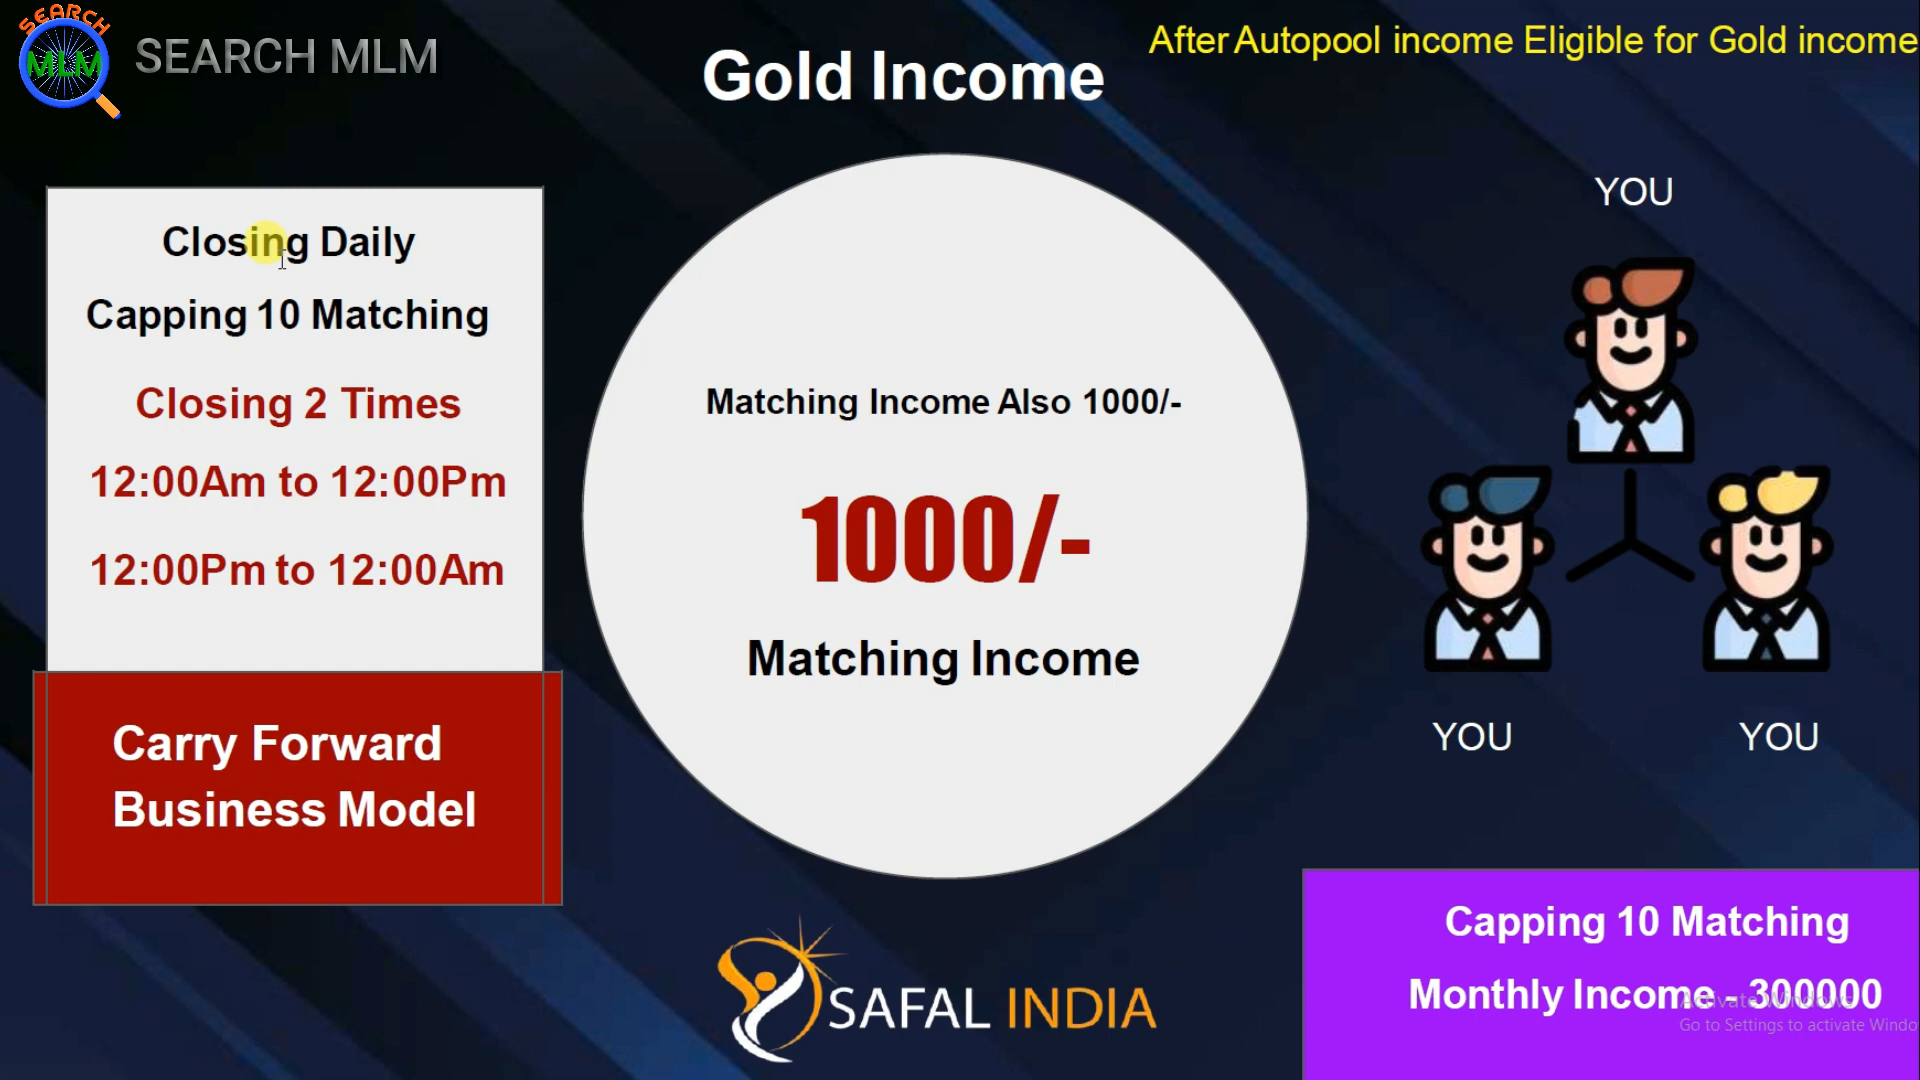 SEARCH
MLM
SEARCH MLM
Gold Income
After Autopool income Eligible for Gold income
Closing Daily
Capping 10 Matching
Closing 2 Times
12:00Am to 12:00Pm
12:00Pm to 12:00Am
Carry Forward
Business Model
Matching Income Also 1000/-
1000/-
Matching Income
YOU
YOU
YOU
SAFAL INDIA
Capping 10 Matching
Monthly Income - 300000
Activate Windows
Go to Settings to activate Windo